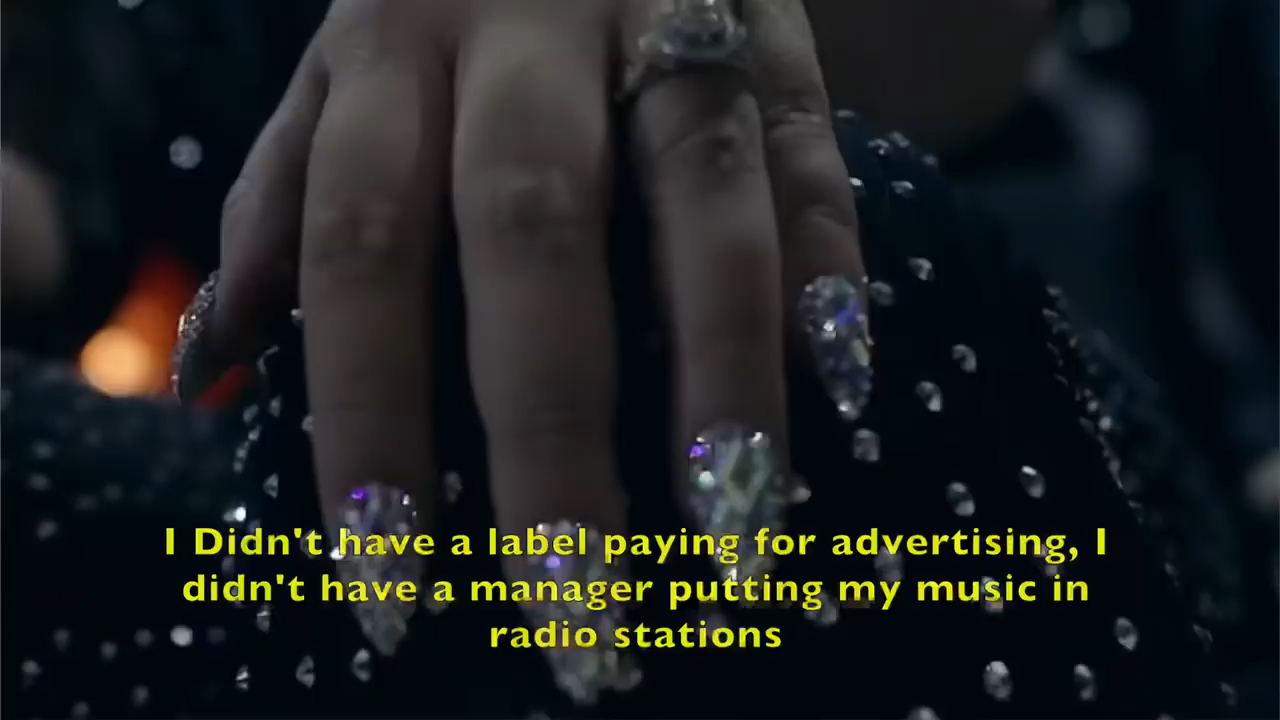 I Didn't have a label paying for advertising, I
didn't have a manager putting my music in
radio stations